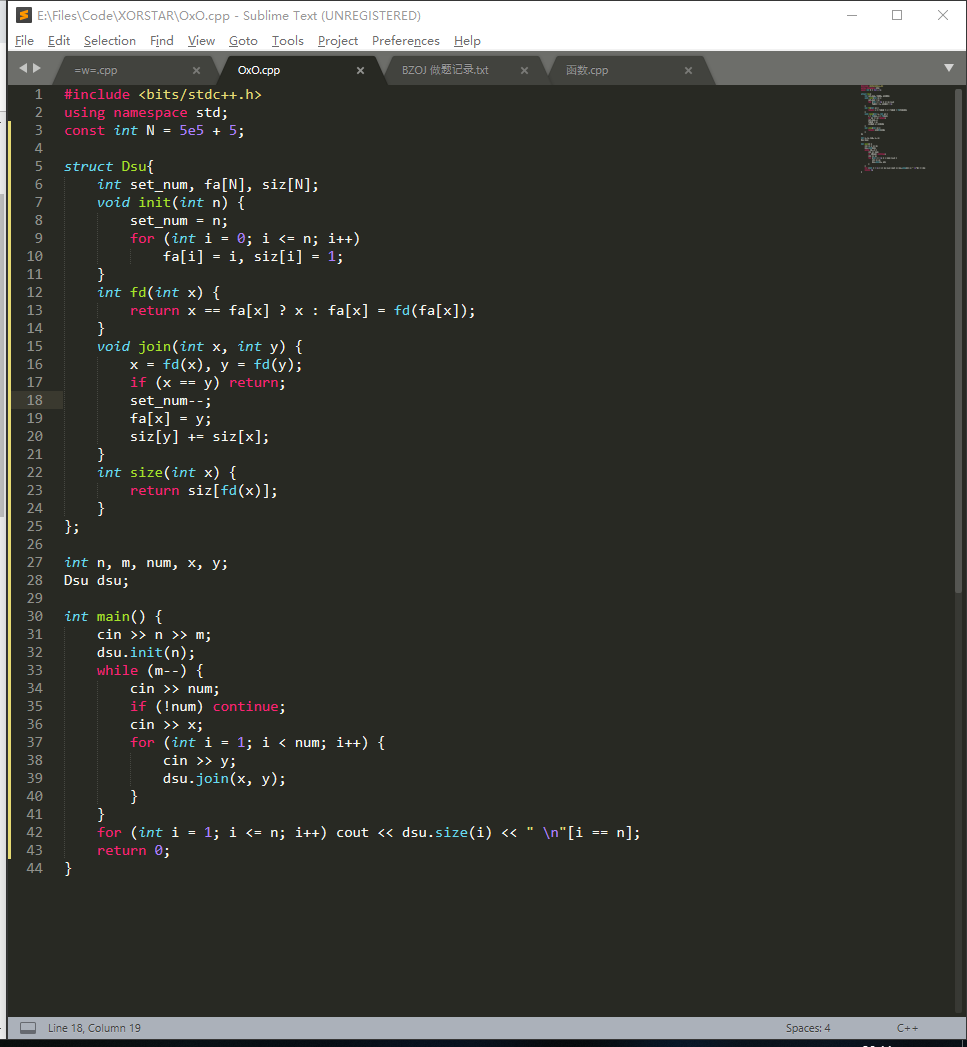 E:\Files\Code\XORSTAR\OxO.cpp - Sublime Text (UNREGISTERED)
File Edit Selection Find View Goto Tools Project Preferences Help
=w=.cpp OxO.cpp BZOJ 做题记录.txt 函数.cpp
1 #include <bits/stdc++.h>
2 using namespace std;
3 const int N = 5e5 + 5;
4
5 struct Dsu{
6     int set_num, fa[N], siz[N];
7     void init(int n) {
8         set_num = n;
9         for (int i = 0; i <= n; i++)
10             fa[i] = i, siz[i] = 1;
11     }
12     int fd(int x) {
13         return x == fa[x] ? x : fa[x] = fd(fa[x]);
14     }
15     void join(int x, int y) {
16         x = fd(x), y = fd(y);
17         if (x == y) return;
18         set_num--;
19         fa[x] = y;
20         siz[y] += siz[x];
21     }
22     int size(int x) {
23         return siz[fd(x)];
24     }
25 };
26
27 int n, m, num, x, y;
28 Dsu dsu;
29
30 int main() {
31     cin >> n >> m;
32     dsu.init(n);
33     while (m--) {
34         cin >> num;
35         if (!num) continue;
36         cin >> x;
37         for (int i = 1; i < num; i++) {
38             cin >> y;
39             dsu.join(x, y);
40         }
41     }
42     for (int i = 1; i <= n; i++) cout << dsu.size(i) << " \n"[i == n];
43     return 0;
44 }
Line 18, Column 19 Spaces: 4 C++